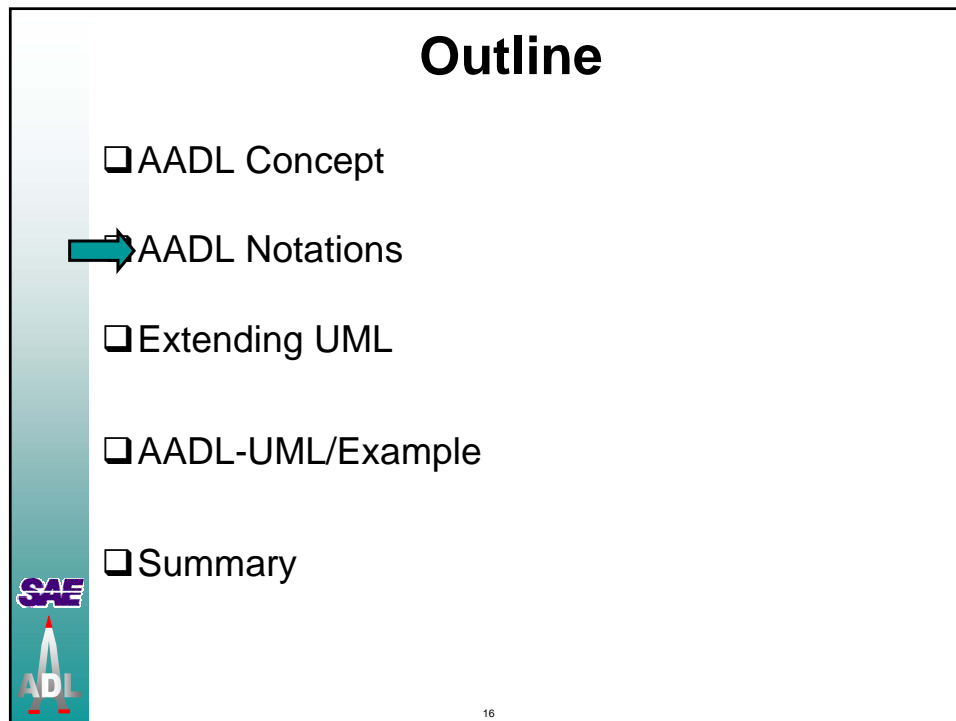 Outline
AADL Concept
AADL Notations
Extending UML
AADL-UML/Example
Summary
SAE
ADL
16